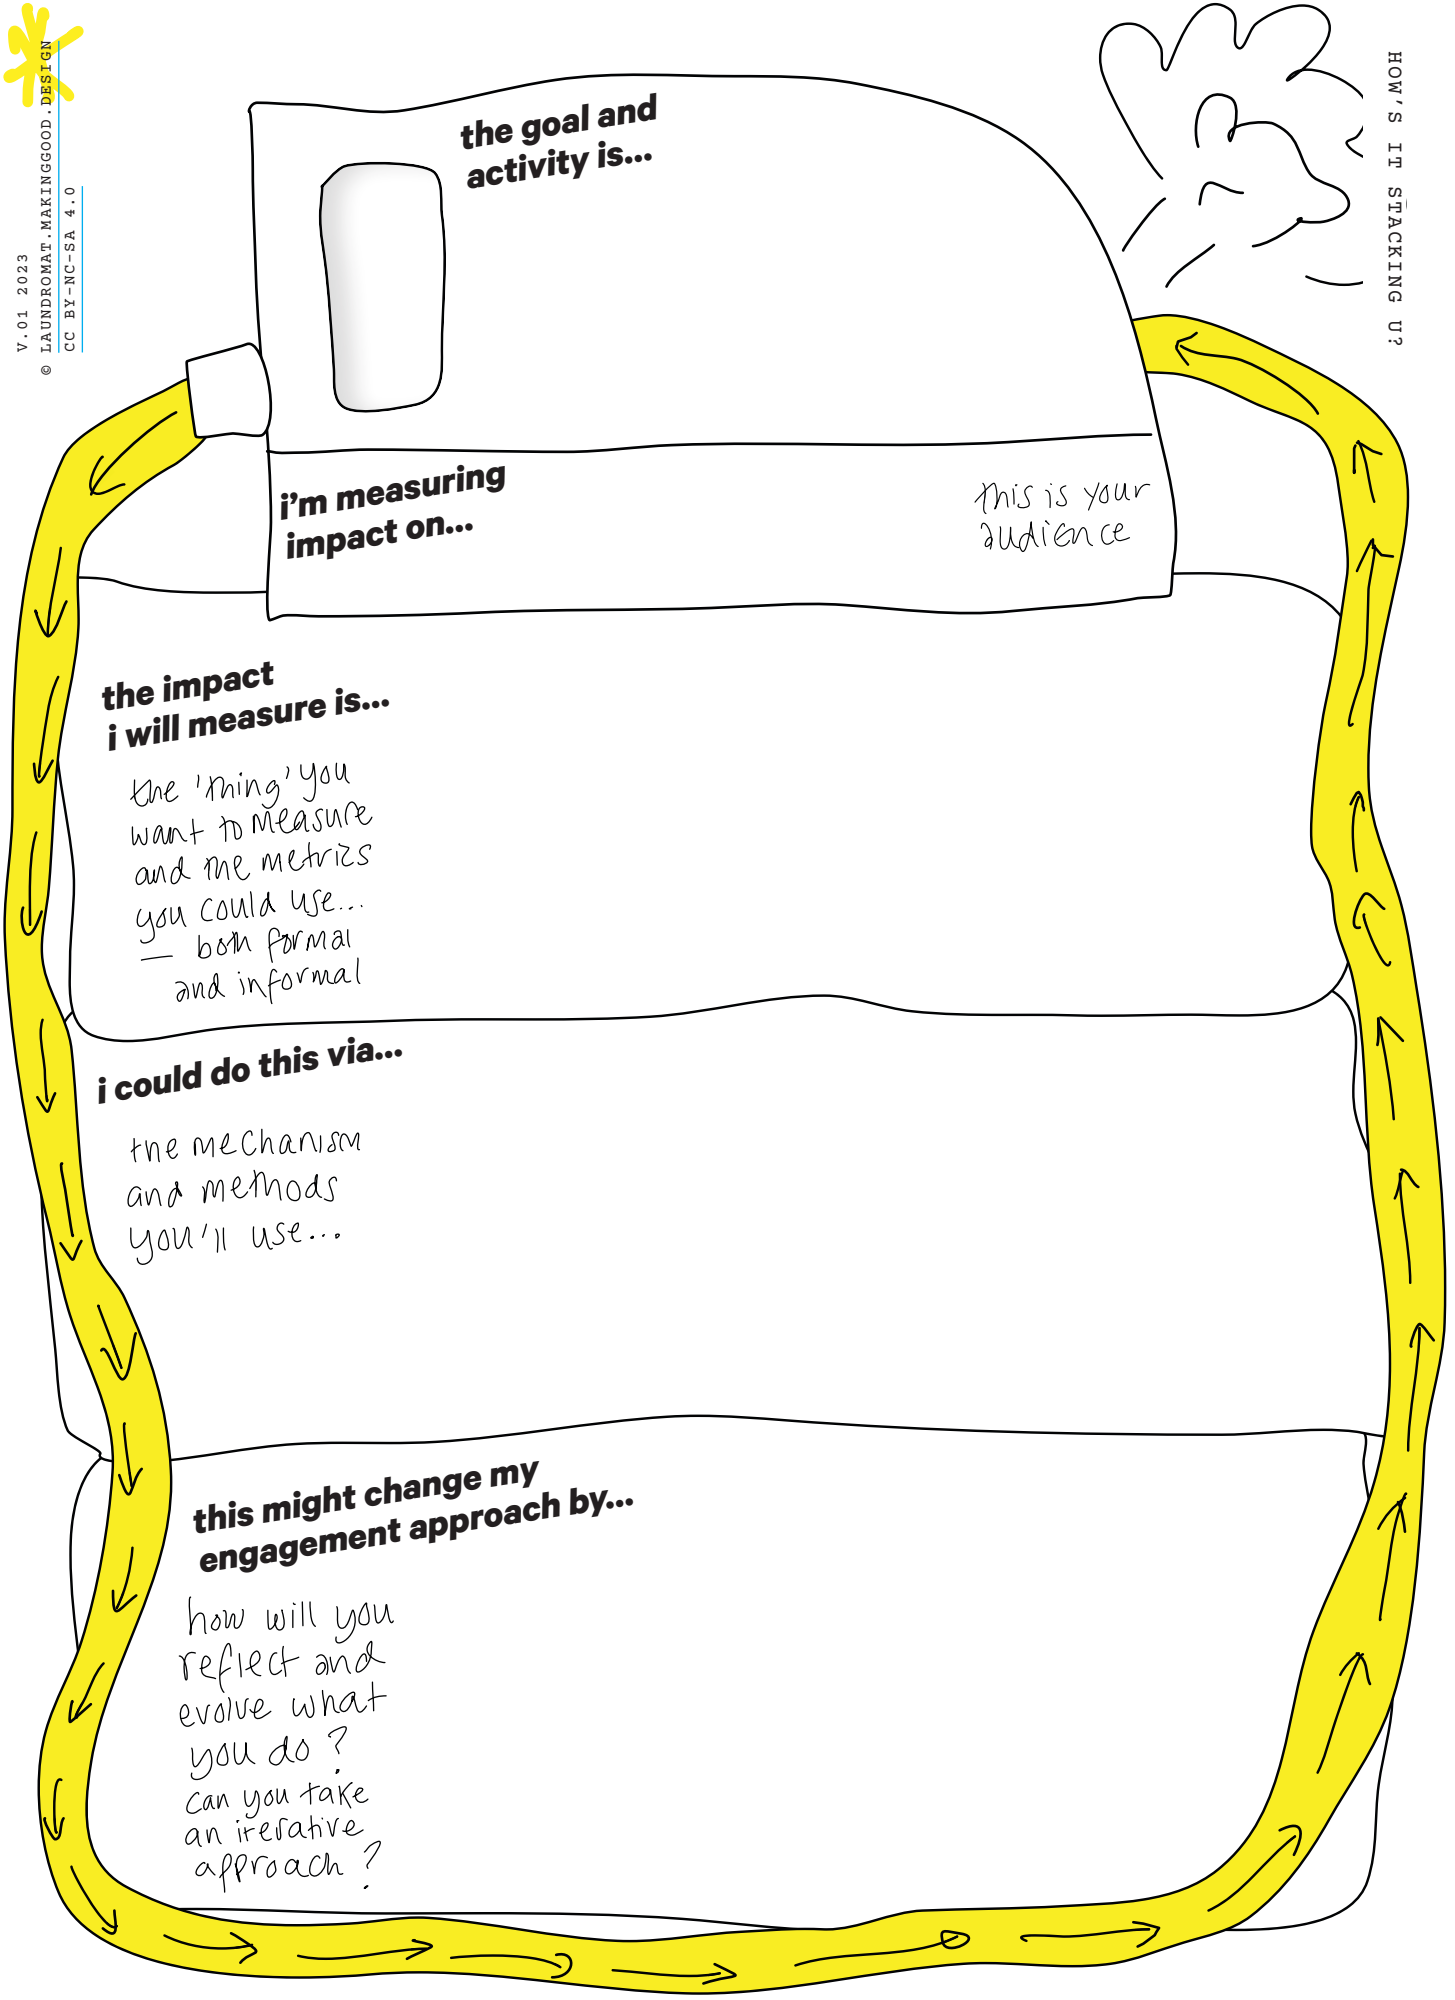 V.01 2023
© LAUNDROMAT.MAKINGGOOD.DESIGN
CC BY-NC-SA 4.0
HOW'S IT STACKING U?
the goal and
activity is...
i'm measuring
impact on...
this is your
audience
the impact
i will measure is...
the 'thing' you
want to measure
and the metrics
you could use...
— both formal
and informal
i could do this via...
the mechanism
and methods
you'll use...
this might change my
engagement approach by...
how will you
reflect and
evolve what
you do?
can you take
an iterative
approach?